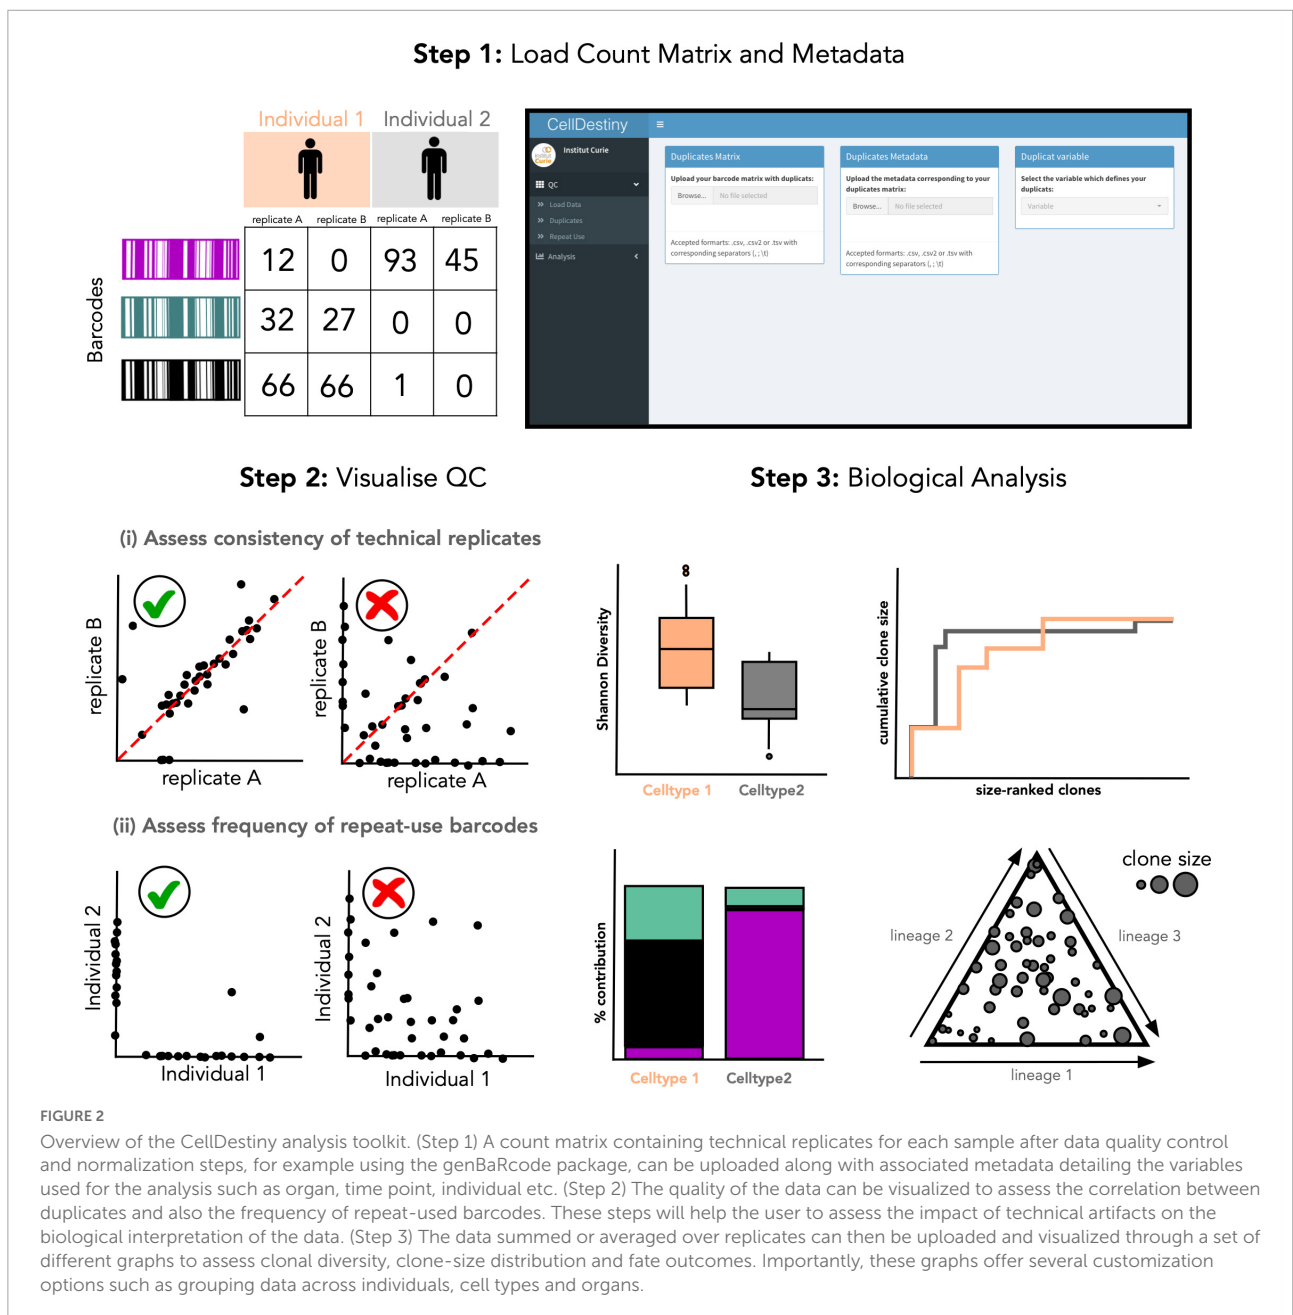 Step 1: Load Count Matrix and Metadata
Individual 1
Individual 2
replicate A
replicate B
replicate A
replicate B
Barcodes
12 0 93 45
32 27 0 0
66 66 1 0
CellDestiny
Institut Curie
institut
Curie
QC
Load Data
Duplicates
Repeat Use
Analysis
Duplicates Matrix
Upload your barcode matrix with duplicats:
Browse...
No file selected
Accepted formarts: .csv, .csv2 or .tsv with
corresponding separators (, ; \t)
Duplicates Metadata
Upload the metadata corresponding to your
duplicates matrix:
Browse...
No file selected
Accepted formarts: .csv, .csv2 or .tsv with
corresponding separators (, ; \t)
Duplicat variable
Select the variable which defines your
duplicats:
Variable
Step 2: Visualise QC
(i) Assess consistency of technical replicates
replicate B
replicate A
replicate B
replicate A
(ii) Assess frequency of repeat-use barcodes
Individual 2
Individual 1
Individual 2
Individual 1
Step 3: Biological Analysis
Shannon Diversity
Celltype 1
Celltype2
cumulative clone size
size-ranked clones
% contribution
Celltype 1
Celltype2
clone size
lineage 2
lineage 3
lineage 1
FIGURE 2
Overview of the CellDestiny analysis toolkit. (Step 1) A count matrix containing technical replicates for each sample after data quality control
and normalization steps, for example using the genBaRcode package, can be uploaded along with associated metadata detailing the variables
used for the analysis such as organ, time point, individual etc. (Step 2) The quality of the data can be visualized to assess the correlation between
duplicates and also the frequency of repeat-used barcodes. These steps will help the user to assess the impact of technical artifacts on the
biological interpretation of the data. (Step 3) The data summed or averaged over replicates can then be uploaded and visualized through a set of
different graphs to assess clonal diversity, clone-size distribution and fate outcomes. Importantly, these graphs offer several customization
options such as grouping data across individuals, cell types and organs.